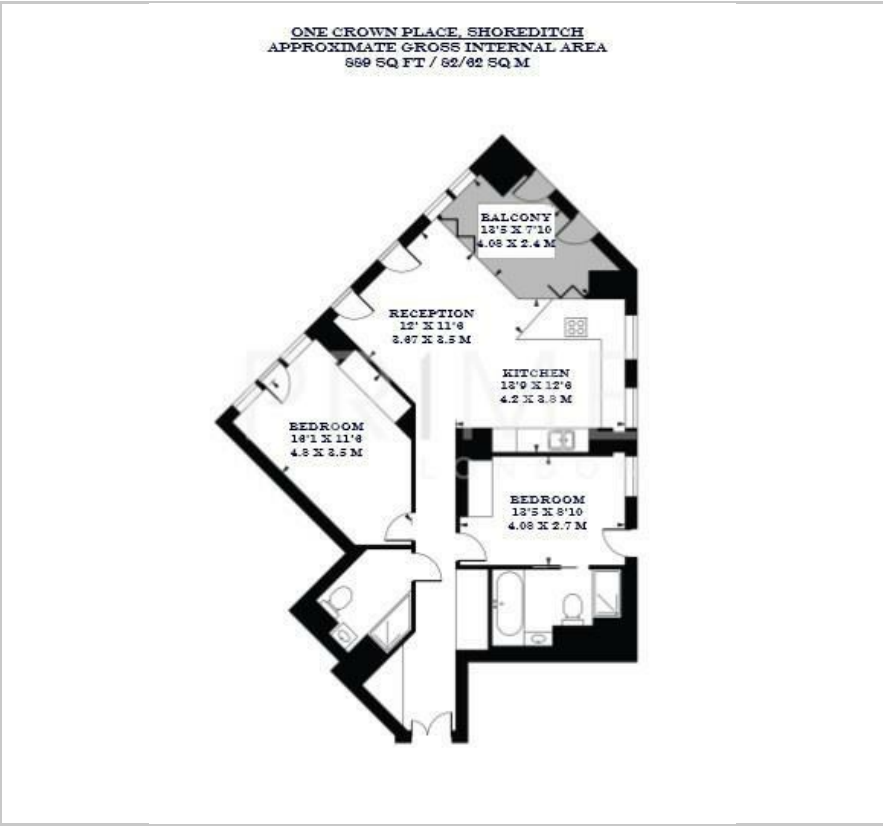 ONE CROWN PLACE, SHOREDITCH
APPROXIMATE GROSS INTERNAL AREA
889 SQ FT / 82/62 SQ M
BALCONY
13'5 X 7'10
4.08 X 2.4 M
RECEPTION
12' X 11'6
3.67 X 3.5 M
KITCHEN
13'9 X 12'6
4.2 X 3.8 M
PRIME
LONDO
BEDROOM
16'1 X 11'6
4.9 X 3.5 M
BEDROOM
13'5 X 8'10
4.08 X 2.7 M